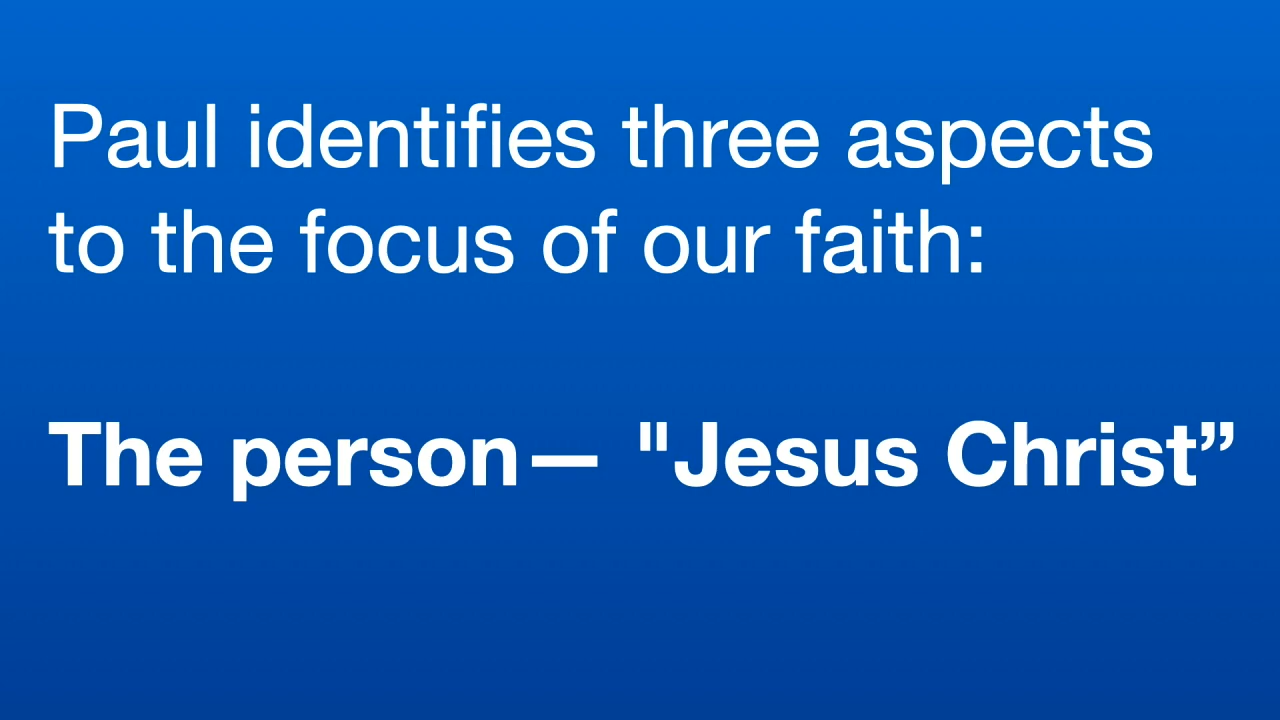 Paul identifies three aspects
to the focus of our faith:
The person— "Jesus Christ”